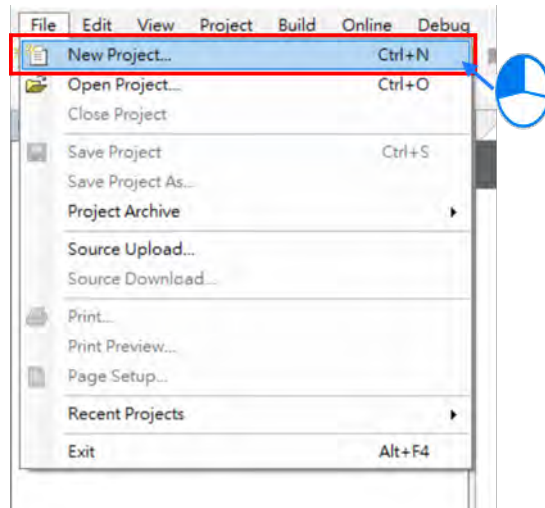 File Edit View Project Build Online Debug
New Project... Ctrl+N
Open Project... Ctrl+O
Close Project
Save Project Ctrl+S
Save Project As...
Project Archive
Source Upload...
Source Download...
Print...
Print Preview...
Page Setup...
Recent Projects
Exit Alt+F4